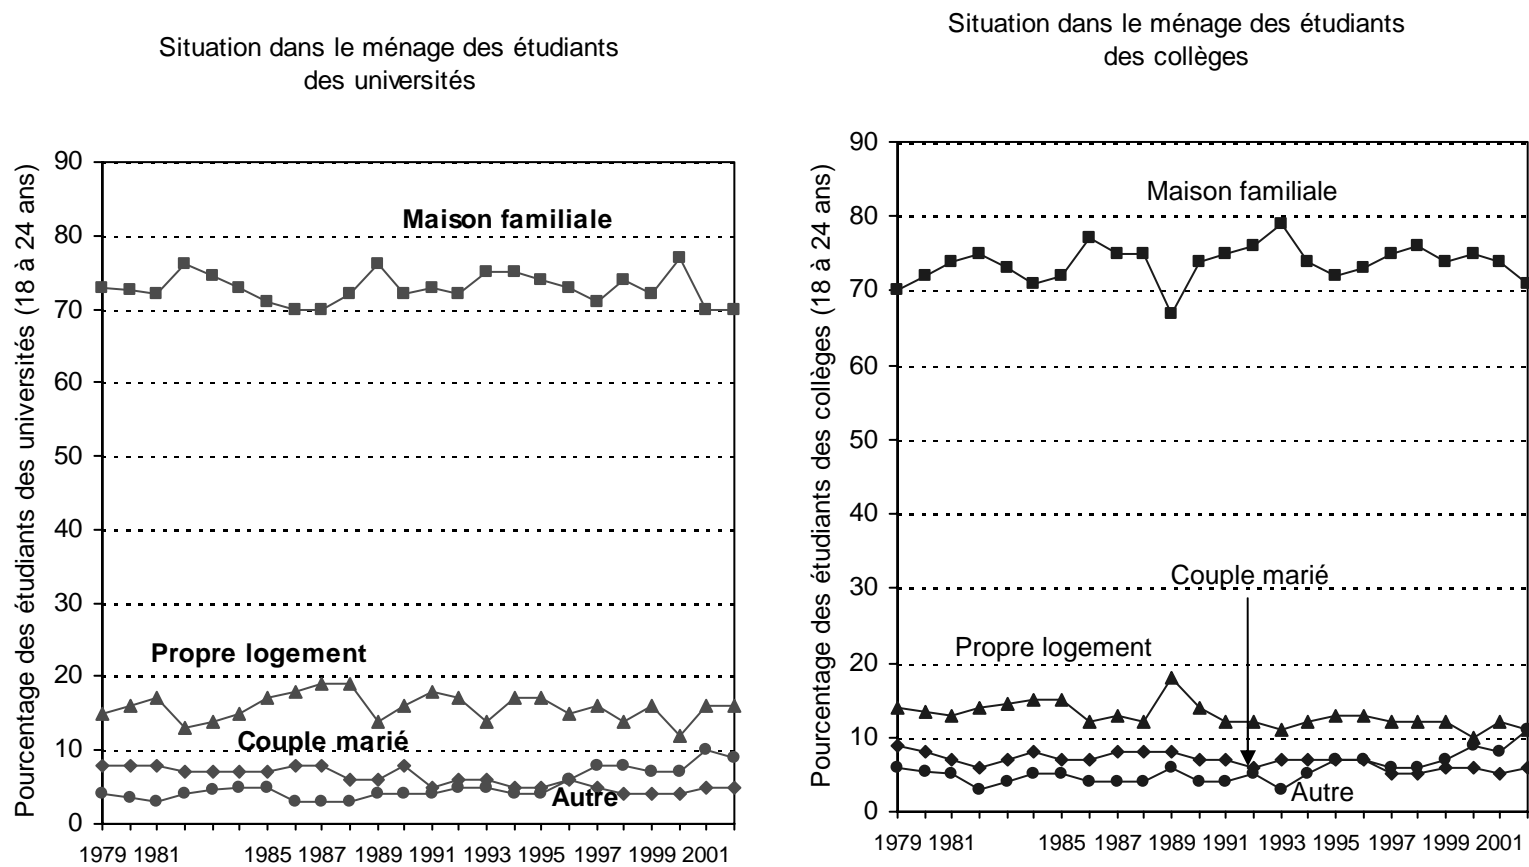 Situation dans le ménage des étudiants
des universités
Pourcentage des étudiants des universités (18 à 24 ans)
90
80
70
60
50
40
30
20
10
0
Maison familiale
Propre logement
Couple marié
Autre
1979 1981 1985 1987 1989 1991 1993 1995 1997 1999 2001
Situation dans le ménage des étudiants
des collèges
Pourcentage des étudiants des collèges (18 à 24 ans)
90
80
70
60
50
40
30
20
10
0
Maison familiale
Couple marié
Propre logement
Autre
1979 1981 1985 1987 1989 1991 1993 1995 1997 1999 2001